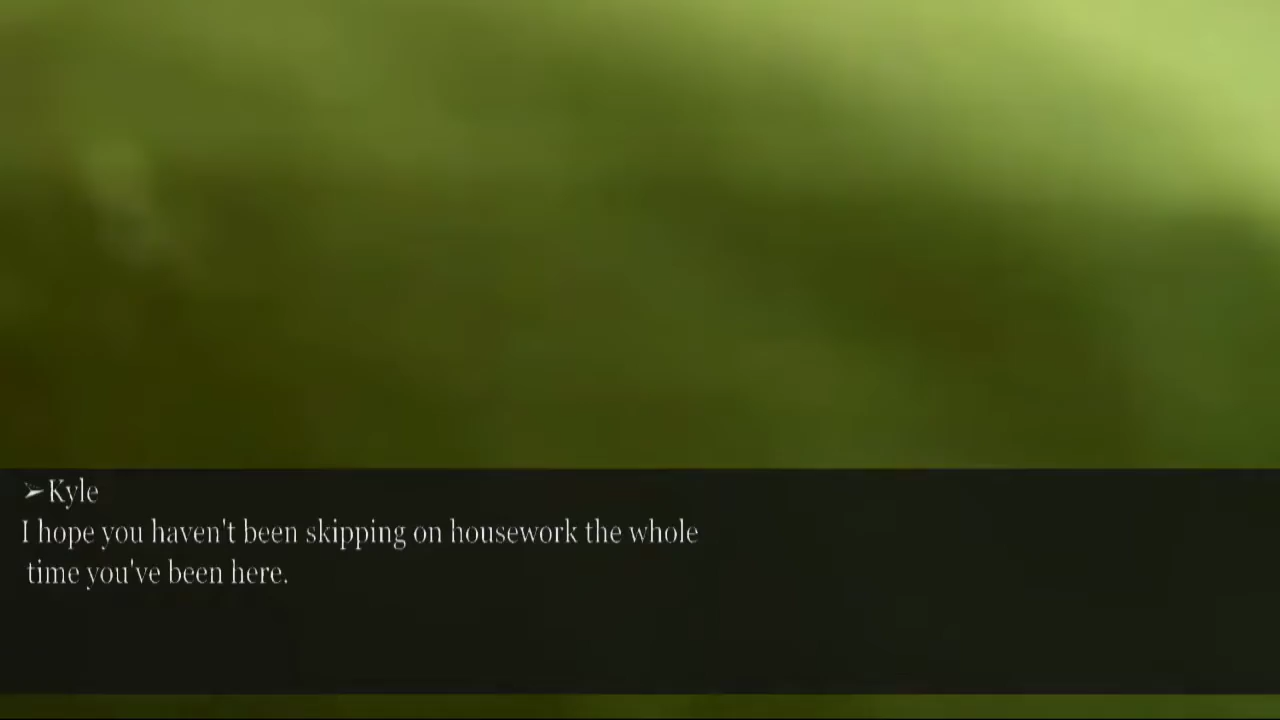 ➢Kyle
I hope you haven't been skipping on housework the whole
time you've been here.